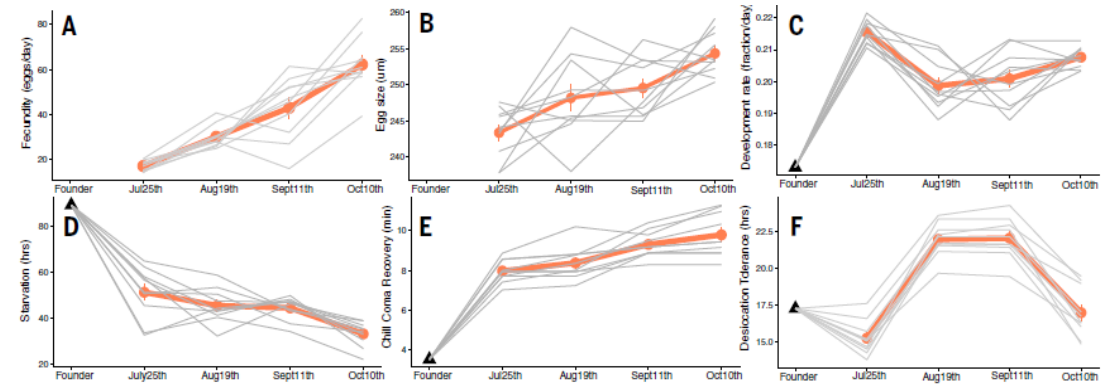 A
Fecundity (eggs/day)
80
60
40
20
Founder Jul25th Aug19th Sept11th Oct10th
B
Egg size (um)
260
255
250
245
240
Founder Jul25th Aug19th Sept11th Oct10th
C
Development rate (fraction/day)
0.22
0.21
0.20
0.19
0.18
Founder Jul25th Aug19th Sept11th Oct10th
D
Starvation (hrs)
80
60
40
20
Founder July25th Aug19th Sept11th Oct10th
E
Chill Coma Recovery (min)
10
8
6
4
Founder Jul25th Aug19th Sept11th Oct10th
F
Desiccation Tolerance (hrs)
22.5
20.0
17.5
15.0
Founder Jul25th Aug19th Sept11th Oct10th